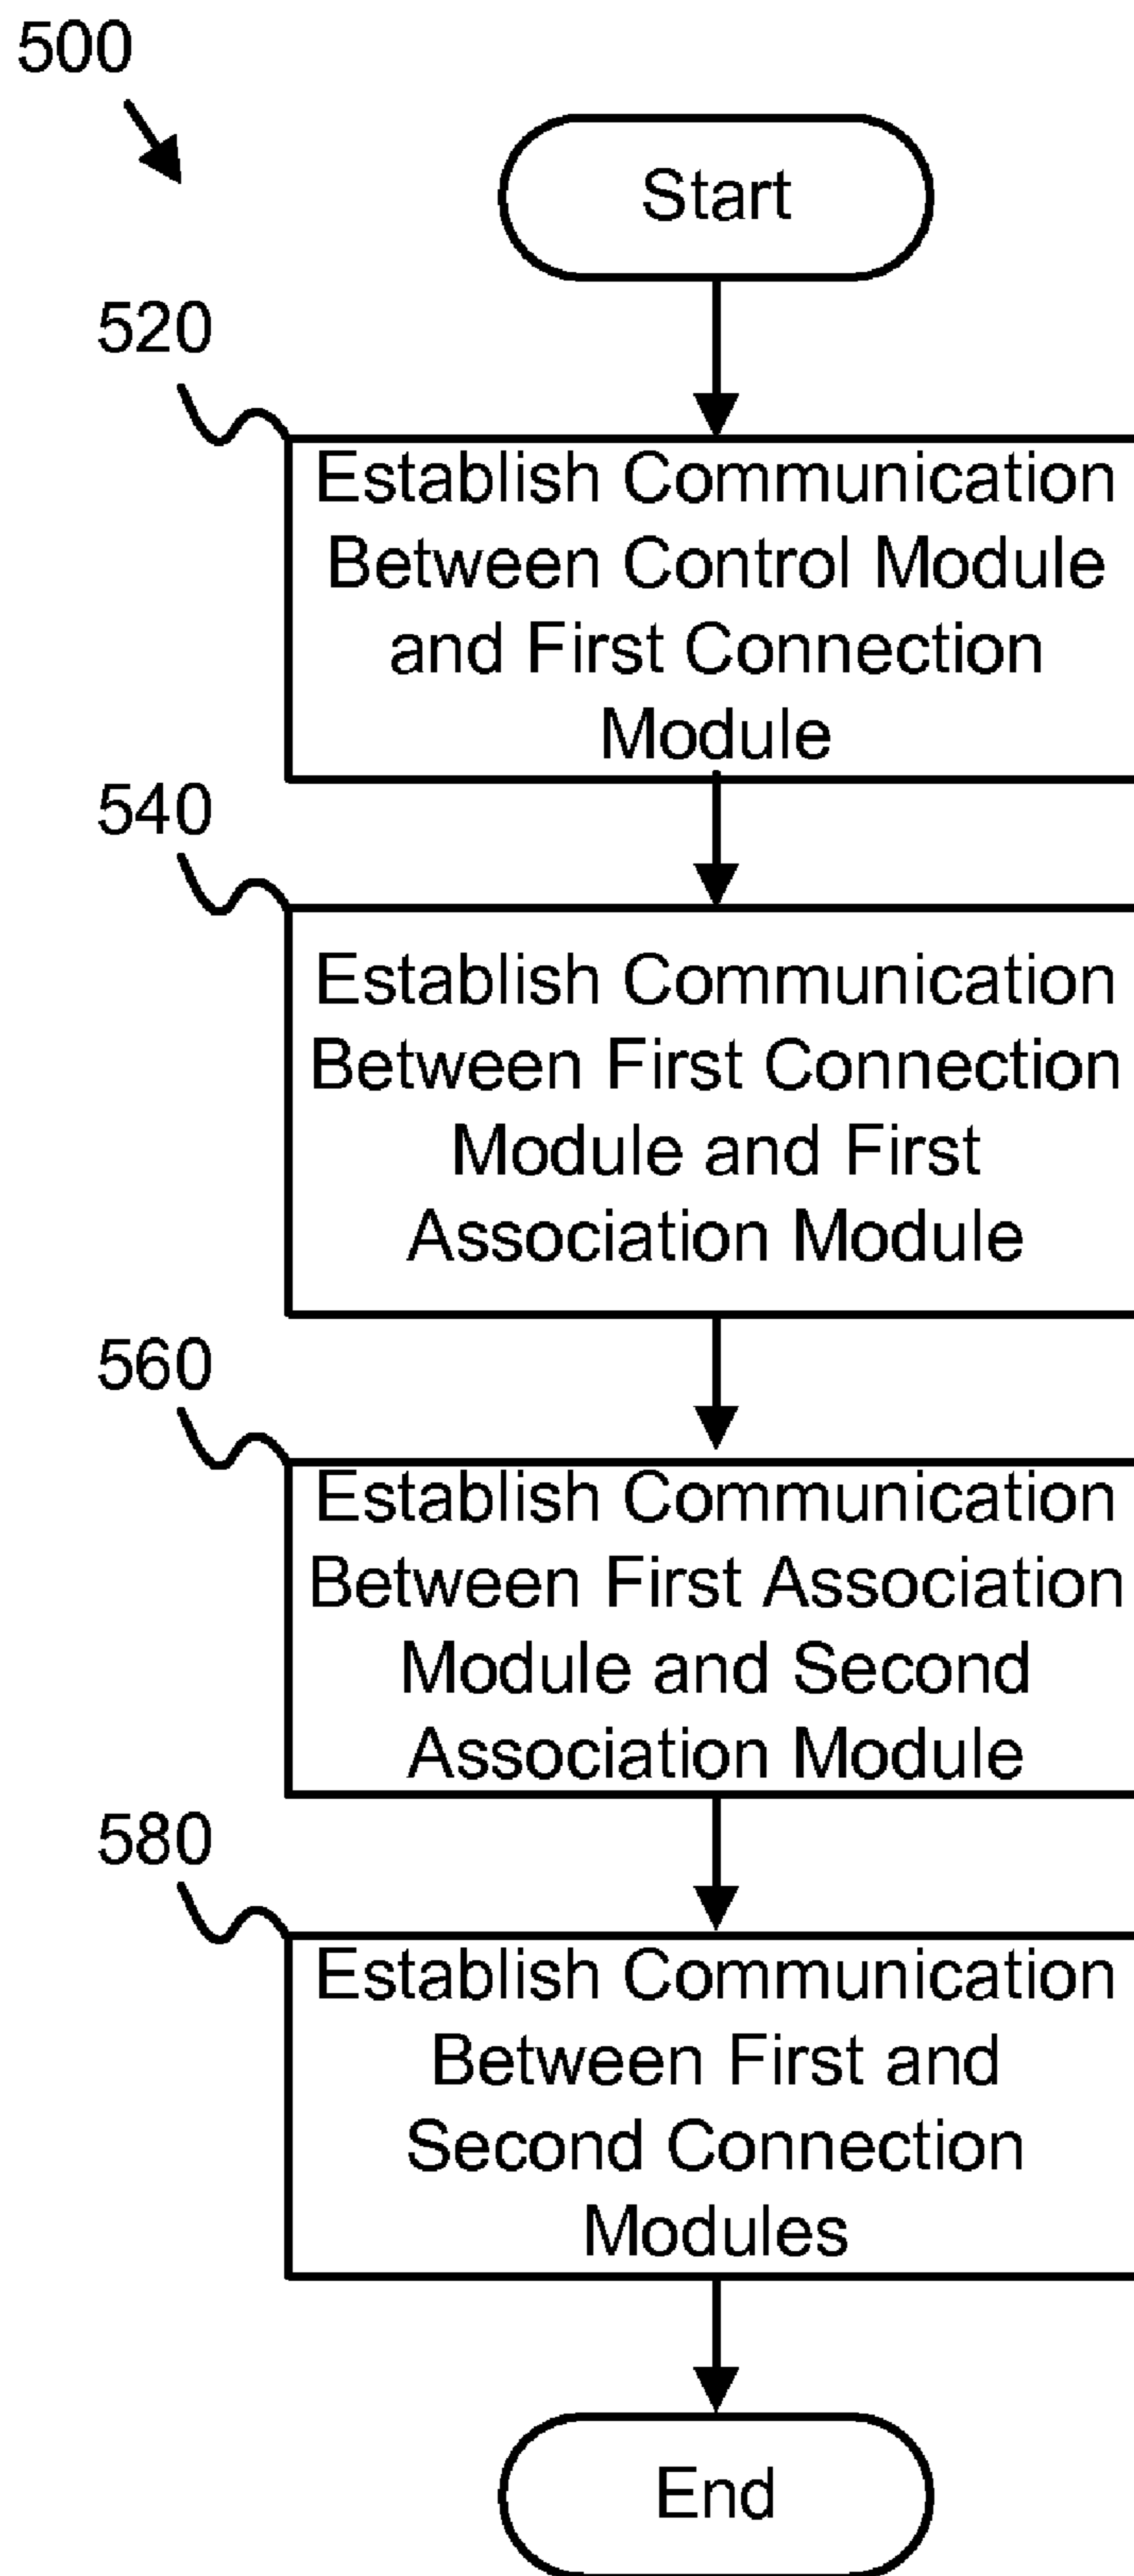 500
Start
520
Establish Communication
Between Control Module
and First Connection
Module
540
Establish Communication
Between First Connection
Module and First
Association Module
560
Establish Communication
Between First Association
Module and Second
Association Module
580
Establish Communication
Between First and
Second Connection
Modules
End